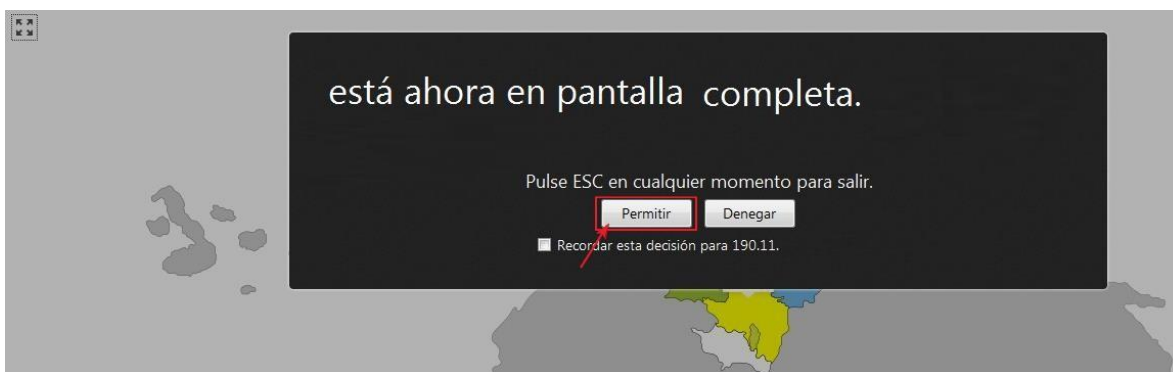 está ahora en pantalla completa.
Pulse ESC en cualquier momento para salir.
Permitir Denegar
Recordar esta decisión para 190.11.